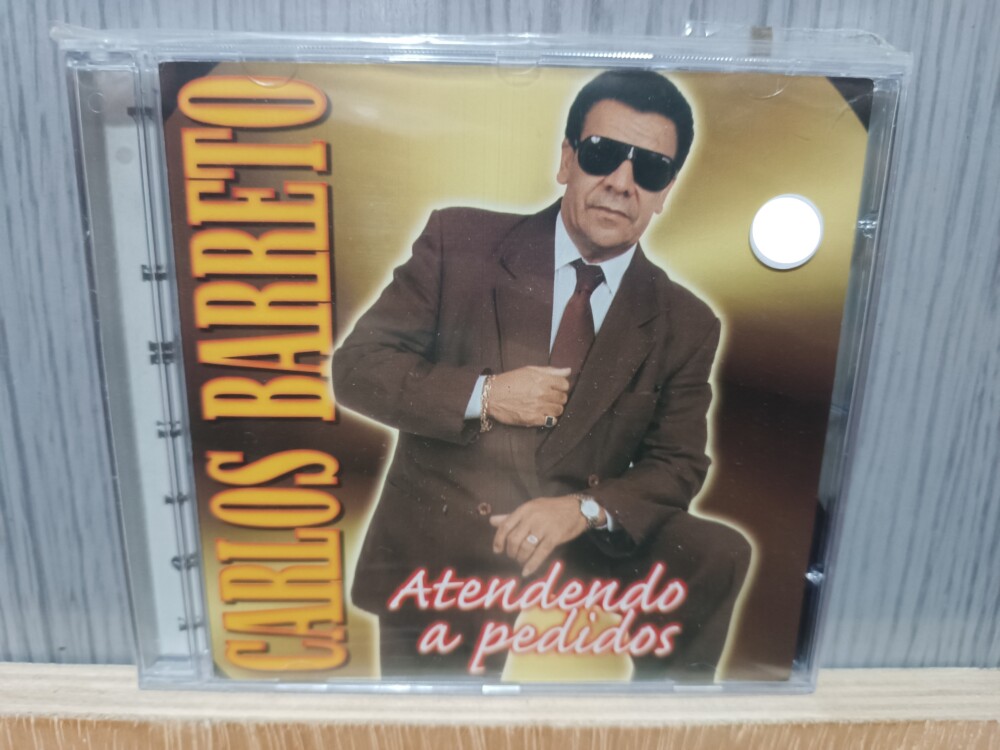 CARLOS BARRETO
Atendendo
a pedidos